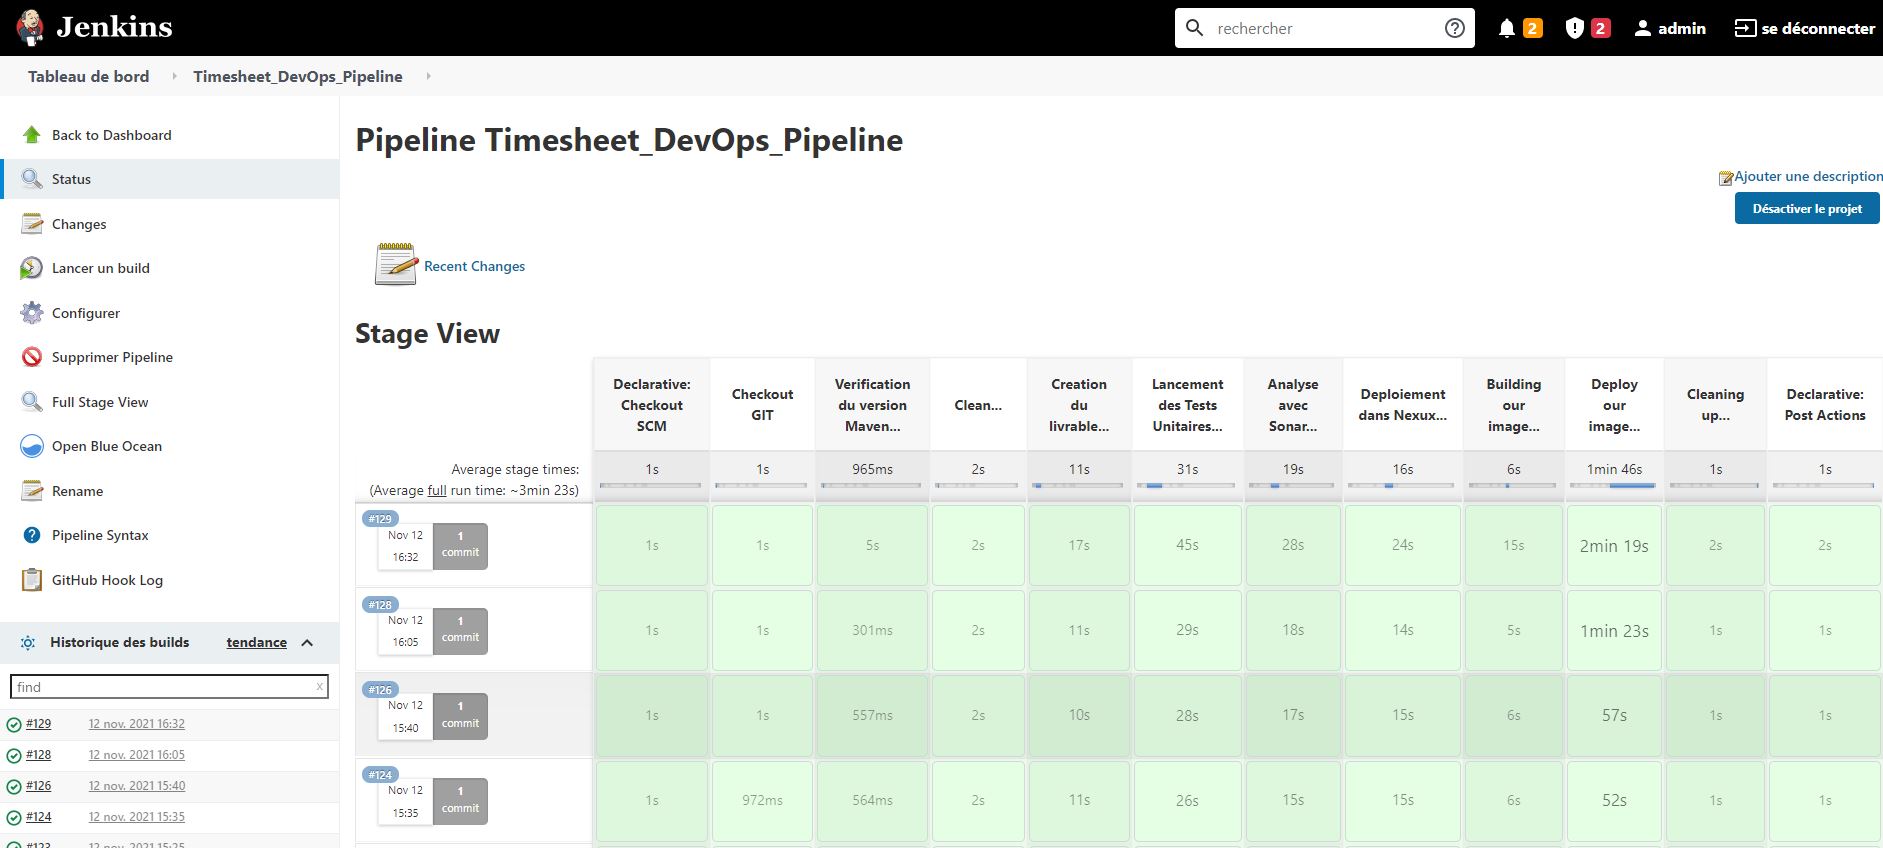 Jenkins
rechercher
2
2
admin
se déconnecter
Tableau de bord
Timesheet_DevOps_Pipeline
Back to Dashboard
Status
Changes
Lancer un build
Configurer
Supprimer Pipeline
Full Stage View
Open Blue Ocean
Rename
Pipeline Syntax
GitHub Hook Log
Historique des builds
tendance
find
x
#129 12 nov. 2021 16:32
#128 12 nov. 2021 16:05
#126 12 nov. 2021 15:40
#124 12 nov. 2021 15:35
#123 12 nov. 2021 15:25
Pipeline Timesheet_DevOps_Pipeline
Ajouter une description
Désactiver le projet
Recent Changes
Stage View
Declarative:
Checkout
SCM
Checkout
GIT
Verification
du version
Maven...
Clean...
Creation
du
livrable...
Lancement
des Tests
Unitaires...
Analyse
avec
Sonar...
Deploiement
dans Nexux...
Building
our
image...
Deploy
our
image...
Cleaning
up...
Declarative:
Post Actions
Average stage times:
(Average full run time: ~3min 23s)
1s 1s 965ms 2s 11s 31s 19s 16s 6s 1min 46s 1s 1s
#129
Nov 12
16:32
1
commit
1s 1s 5s 2s 17s 45s 28s 24s 15s 2min 19s 2s 2s
#128
Nov 12
16:05
1
commit
1s 1s 301ms 2s 11s 29s 18s 14s 5s 1min 23s 1s 1s
#126
Nov 12
15:40
1
commit
1s 1s 557ms 2s 10s 28s 17s 15s 6s 57s 1s 1s
#124
Nov 12
15:35
1
commit
1s 972ms 564ms 2s 11s 26s 15s 15s 6s 52s 1s 1s